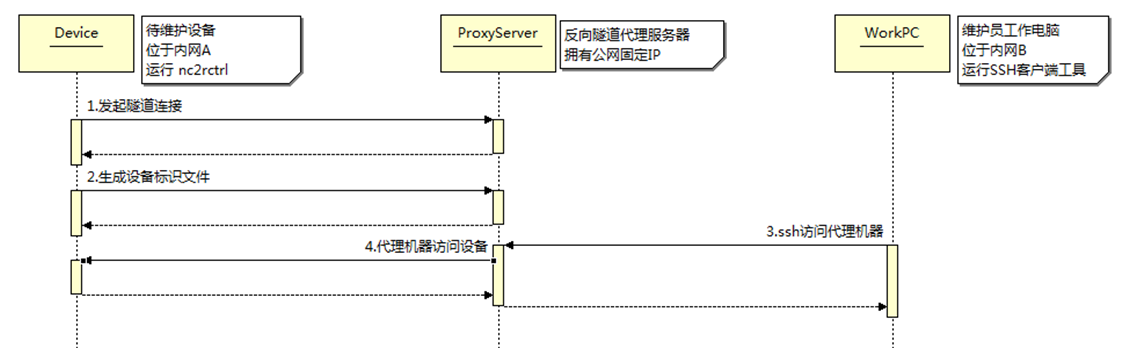 Device
待维护设备
位于内网A
运行 nc2rctrl
ProxyServer
反向隧道代理服务器
拥有公网固定IP
WorkPC
维护员工作电脑
位于内网B
运行SSH客户端工具
1.发起隧道连接
2.生成设备标识文件
3.ssh访问代理机器
4.代理机器访问设备